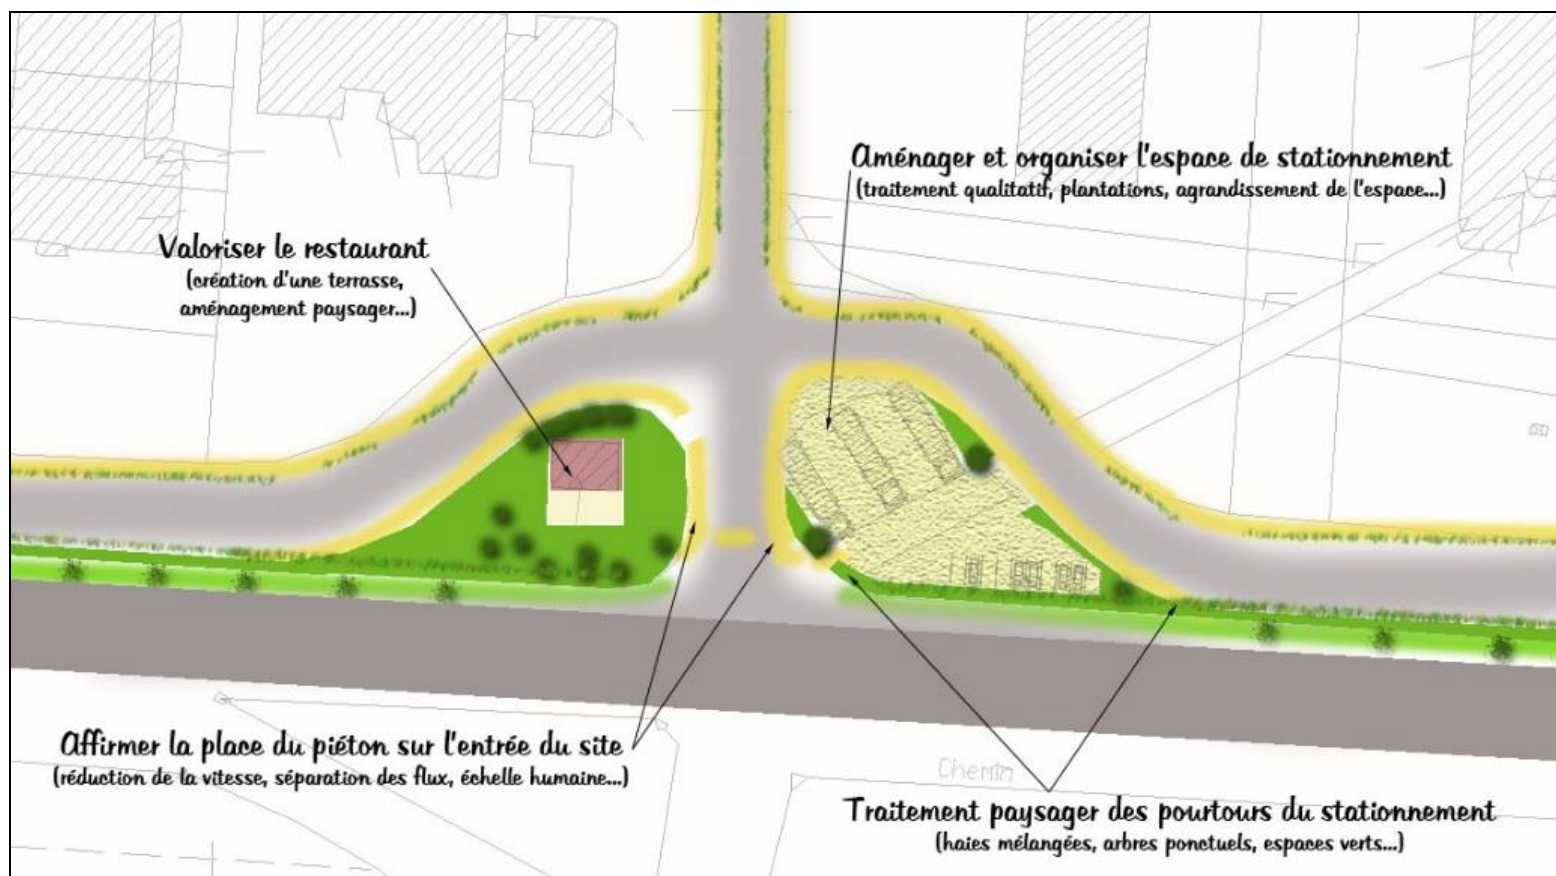 Aménager et organiser l'espace de stationnement
(traitement qualitatif, plantations, agrandissement de l'espace...)
Valoriser le restaurant
(création d'une terrasse,
aménagement paysager...)
Affirmer la place du piéton sur l'entrée du site
(réduction de la vitesse, séparation des flux, échelle humaine...)
Chemin
Traitement paysager des pourtours du stationnement
(haies mélangées, arbres ponctuels, espaces verts...)